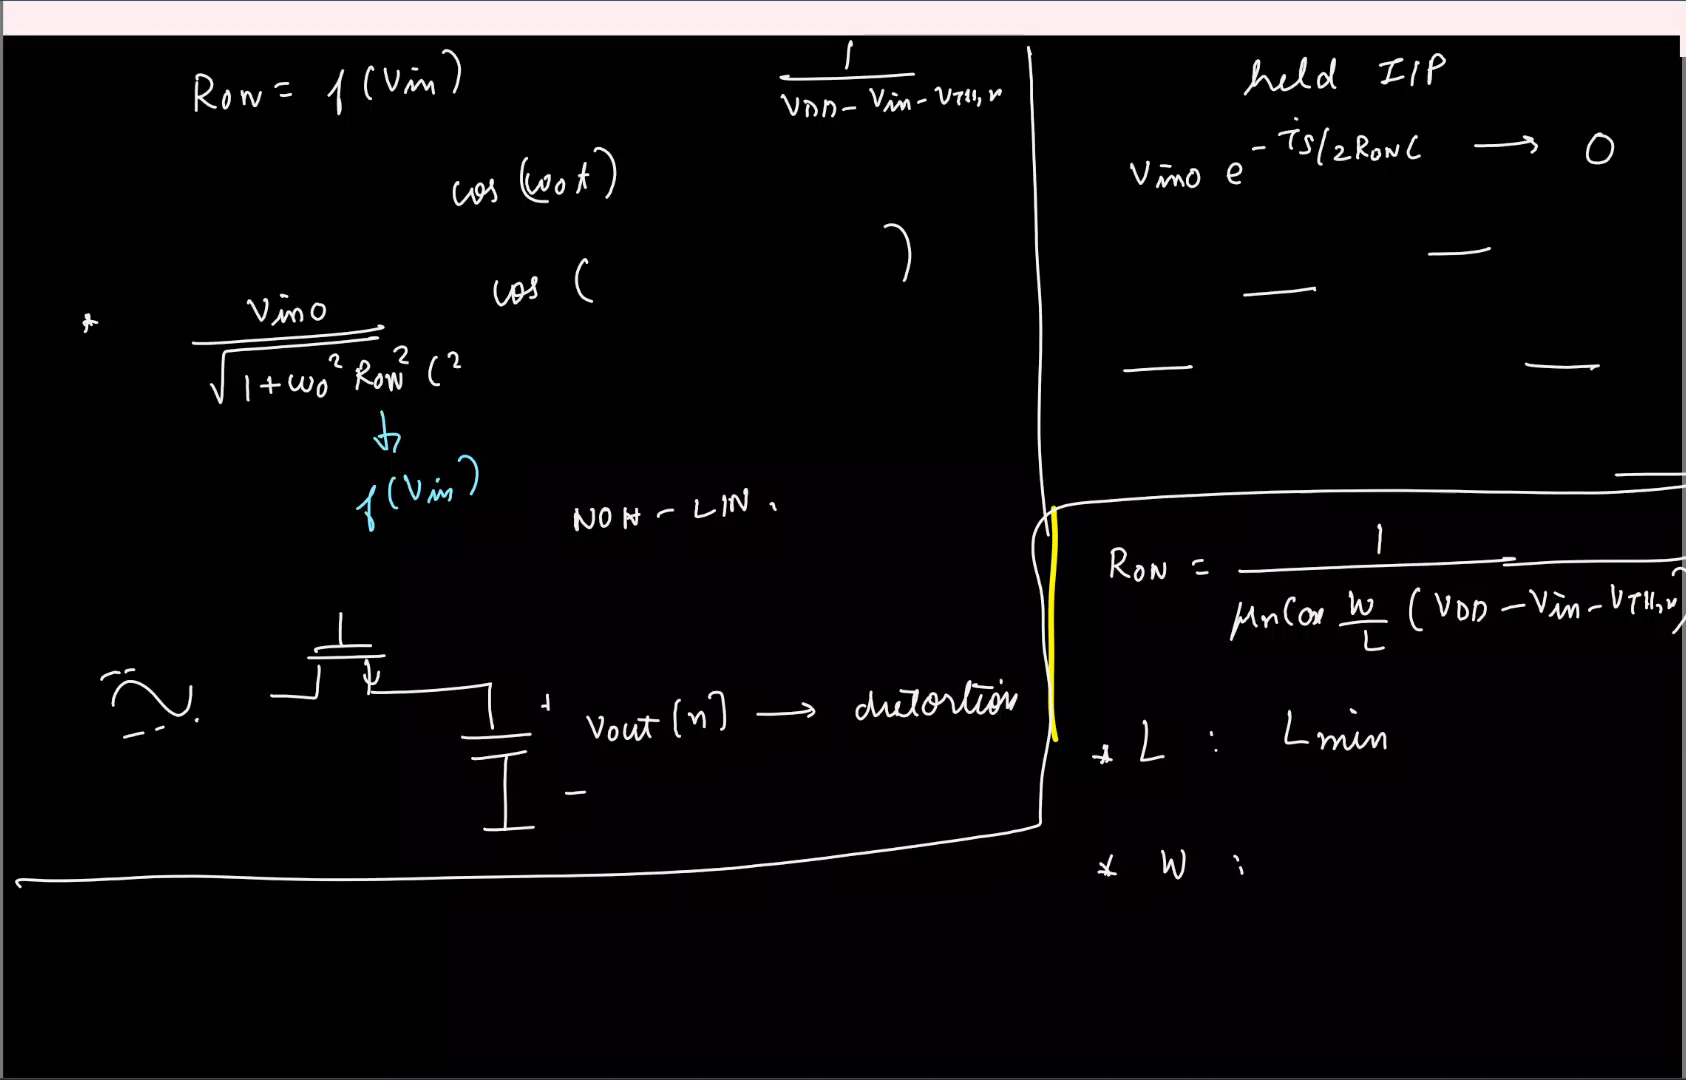 RON = f(Vin)
1
VDD - Vin - VTH,n
cos (ω0t)
cos ( )
* Vin0
√1+ω0² RON² C²
f(Vin)
NON - LIN.
+
Vout [n] → distortion
-
held I/P
Vin0 e^-TS/2RONC → 0
RON = 1
μnCox W/L (VDD - Vin - VTH,n)
* L : Lmin
* W :